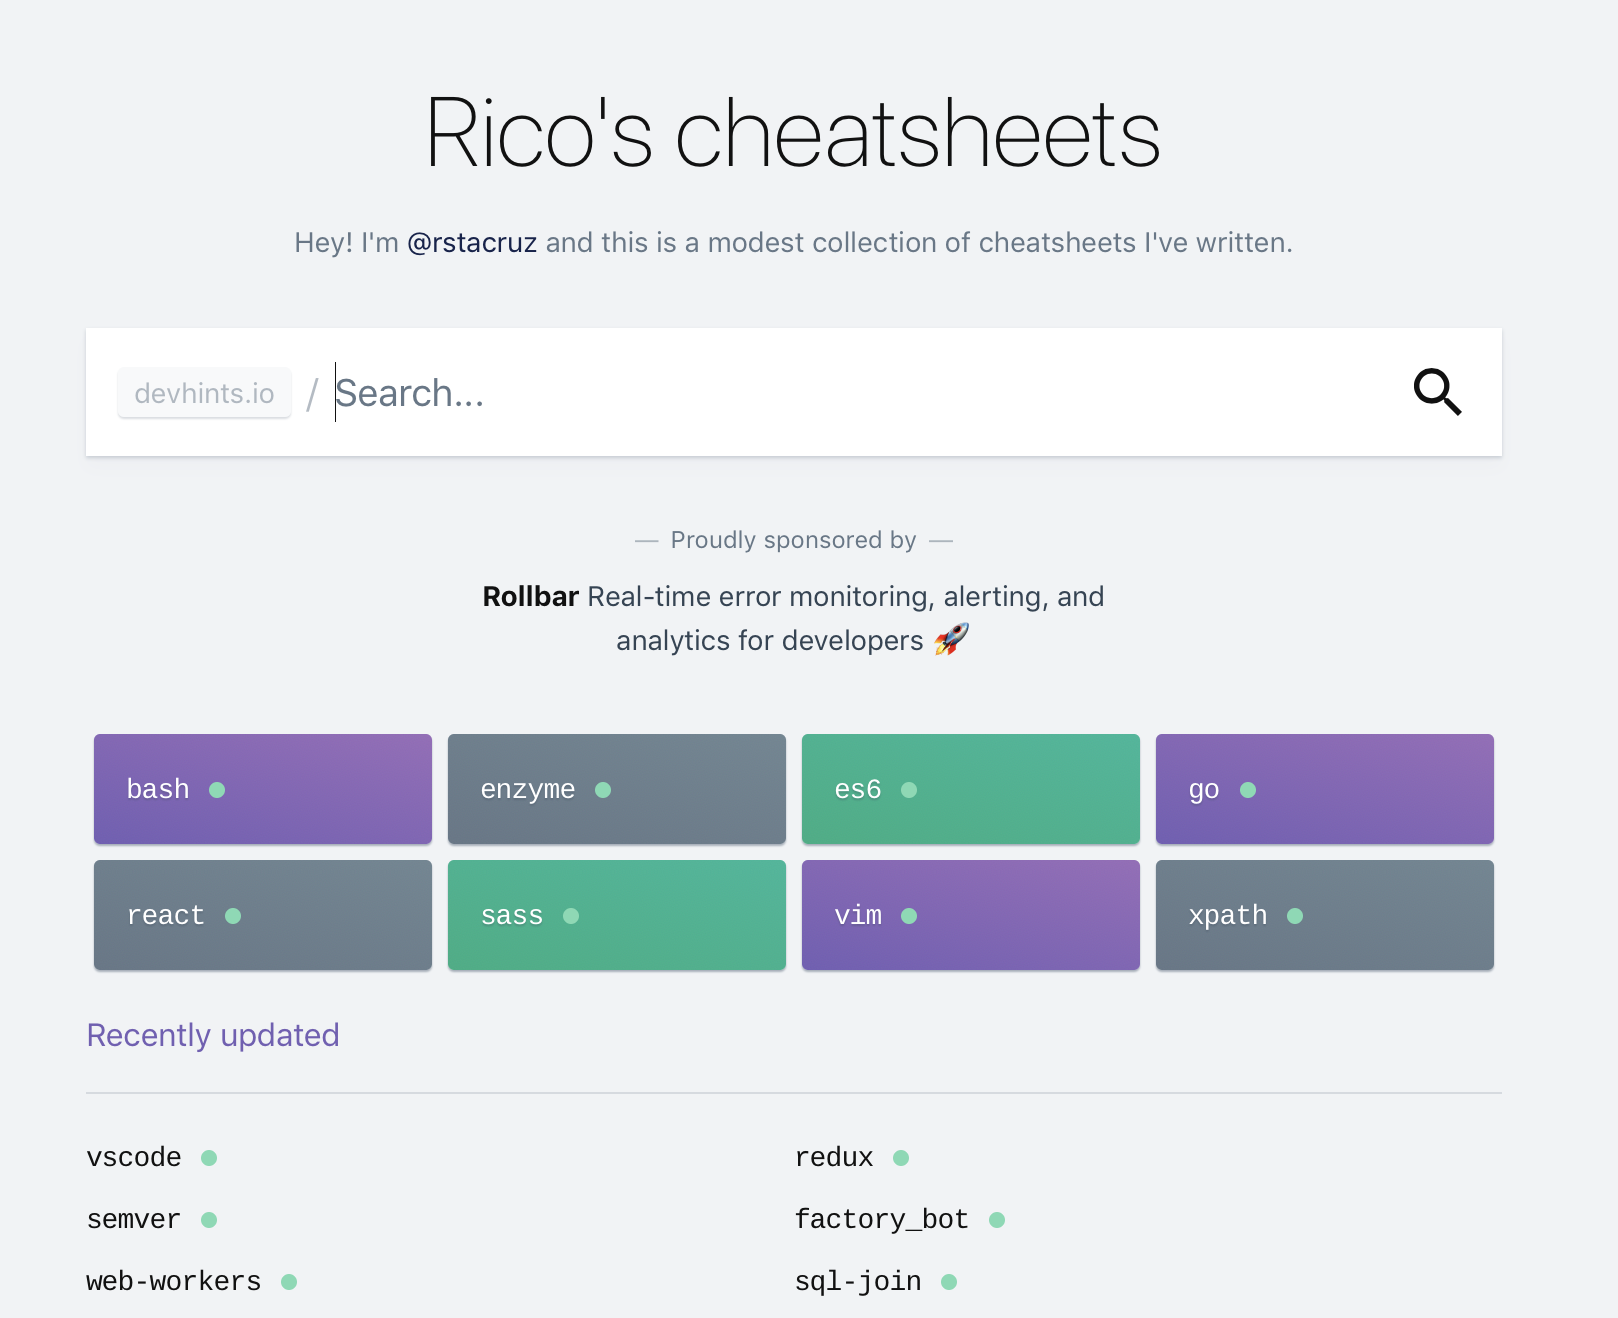 Rico's cheatsheets
Hey! I'm @rstacruz and this is a modest collection of cheatsheets I've written.
devhints.io / Search...
— Proudly sponsored by —
Rollbar Real-time error monitoring, alerting, and
analytics for developers 🚀
bash
enzyme
es6
go
react
sass
vim
xpath
Recently updated
vscode
redux
semver
factory_bot
web-workers
sql-join